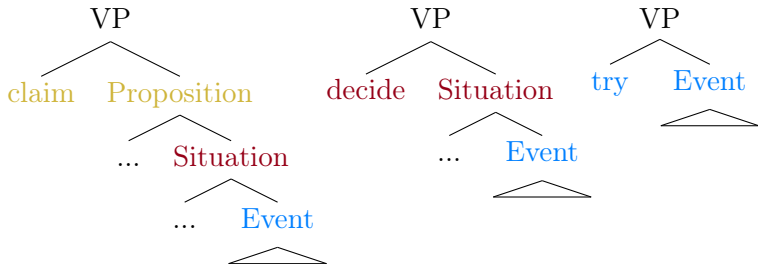 VP VP VP
claim Proposition decide Situation try Event
... Situation ... Event
... Event